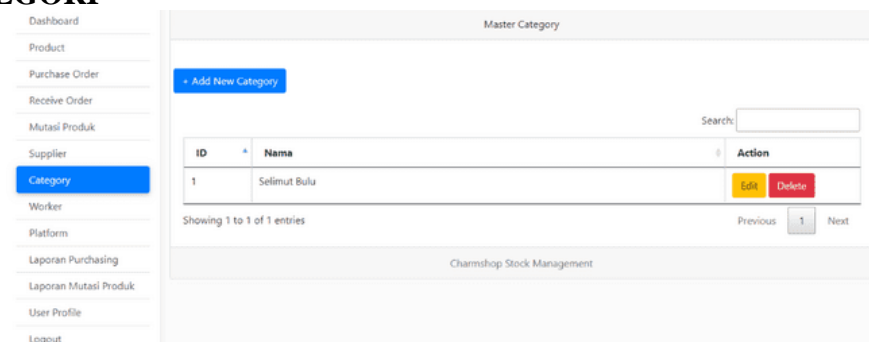 Dashboard
Product
Purchase Order
Receive Order
Mutasi Produk
Supplier
Category
Worker
Platform
Laporan Purchasing
Laporan Mutasi Produk
User Profile
Logout
Master Category
+ Add New Category
Search:
ID Nama Action
1 Selimut Bulu Edit Delete
Showing 1 to 1 of 1 entries Previous 1 Next
Charmshop Stock Management